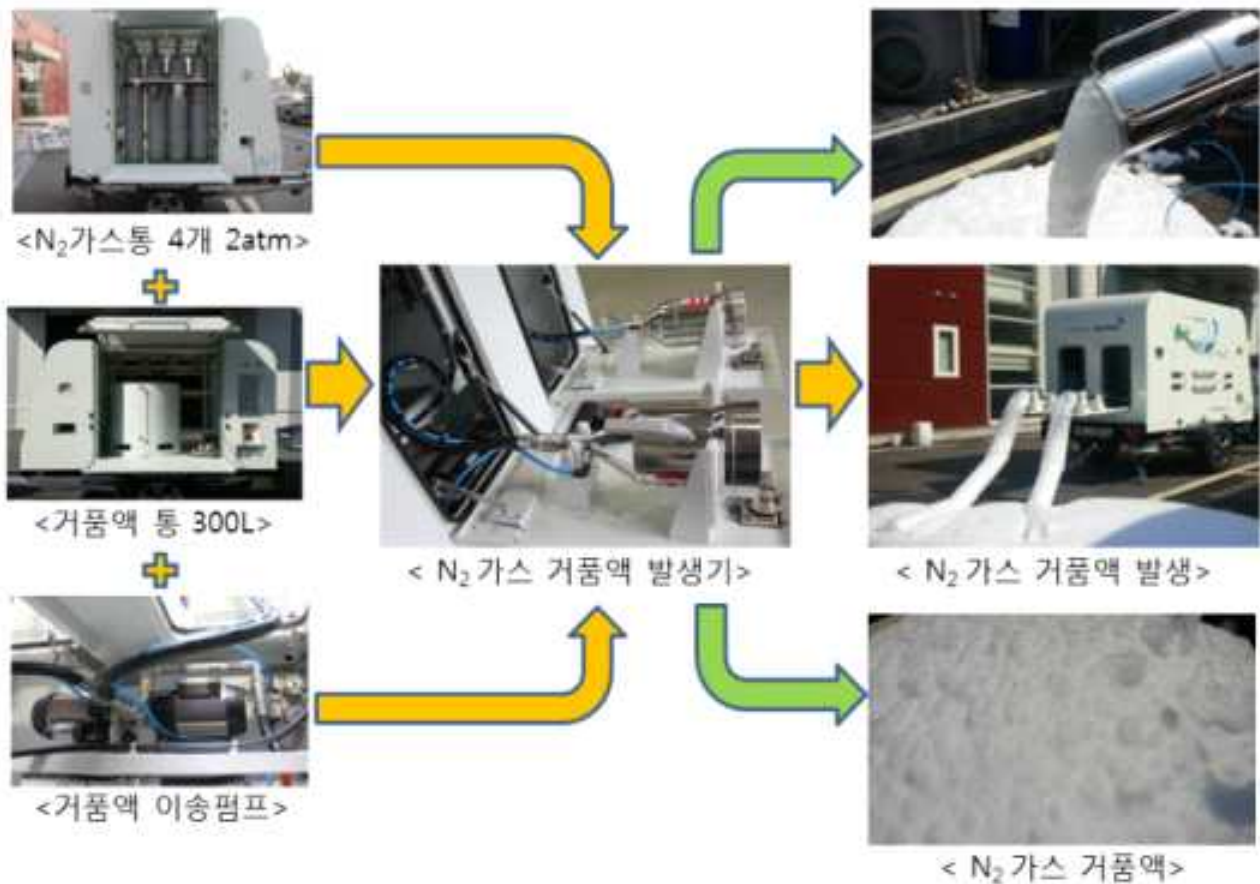 <N₂가스통 4개 2atm>
<거품액 통 300L>
<거품액 이송펌프>
< N₂ 가스 거품액 발생기>
< N₂ 가스 거품액 발생>
< N₂ 가스 거품액>